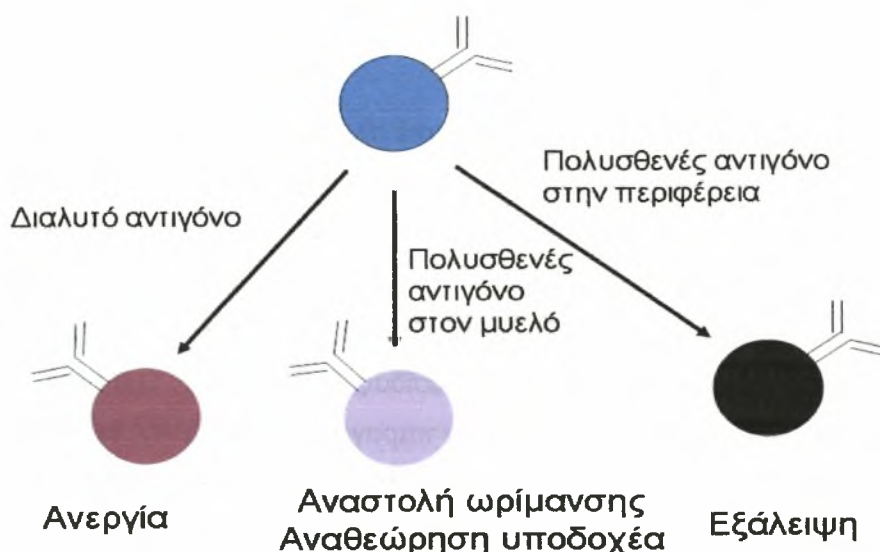 Πολυσθενές αντιγόνο
στην περιφέρεια
Διαλυτό αντιγόνο
Πολυσθενές
αντιγόνο
στον μυελό
Ανεργία
Αναστολή ωρίμανσης
Αναθεώρηση υποδοχέα
Εξάλειψη